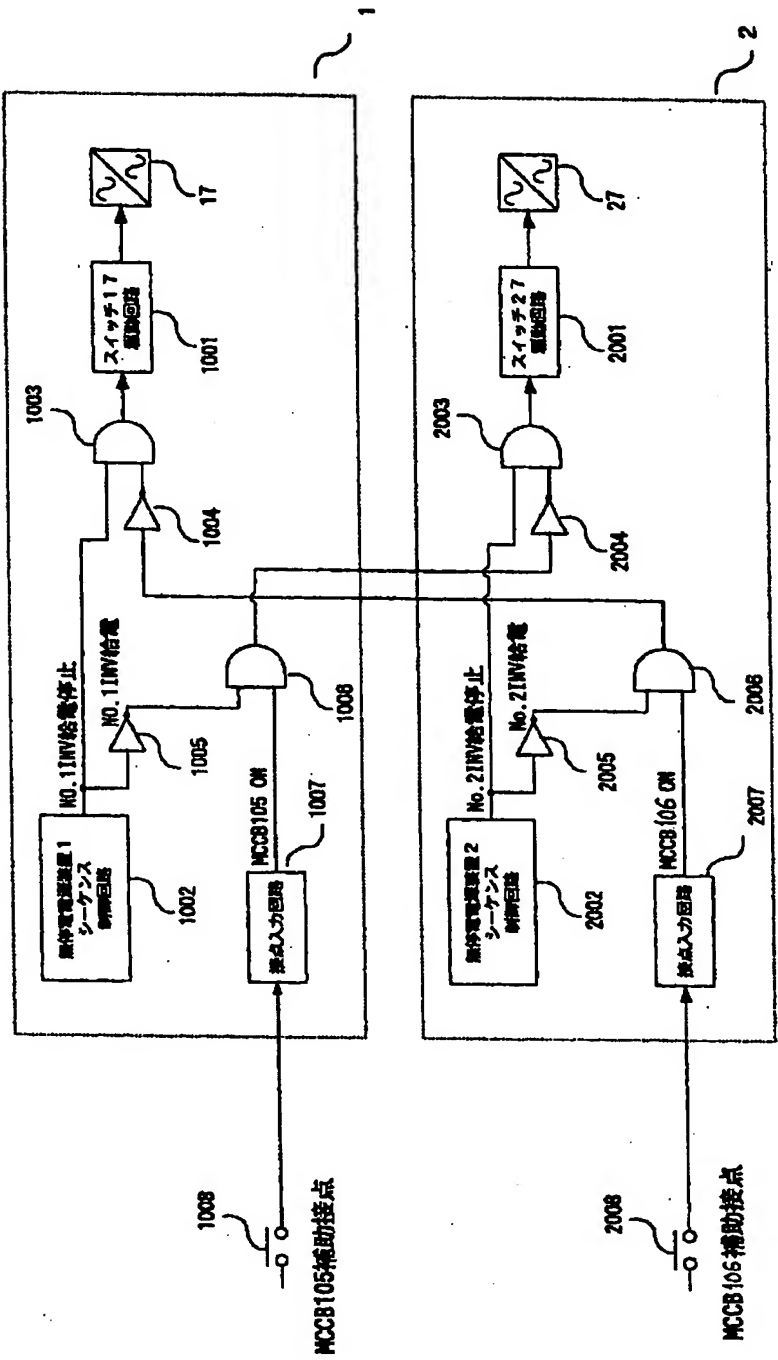 1
無停電電源装置1
シーケンス
制御回路
1002
NO.1INV給電停止
NO.1INV給電
1005
1003
1004
スイッチ17
駆動回路
1001
17
MCCB105補助接点
1008
接点入力回路
1007
MCCB105 ON
1006
2
無停電電源装置2
シーケンス
制御回路
2002
No.2INV給電停止
No.2INV給電
2005
2003
2004
スイッチ27
駆動回路
2001
27
MCCB106補助接点
2008
接点入力回路
2007
MCCB106 ON
2006